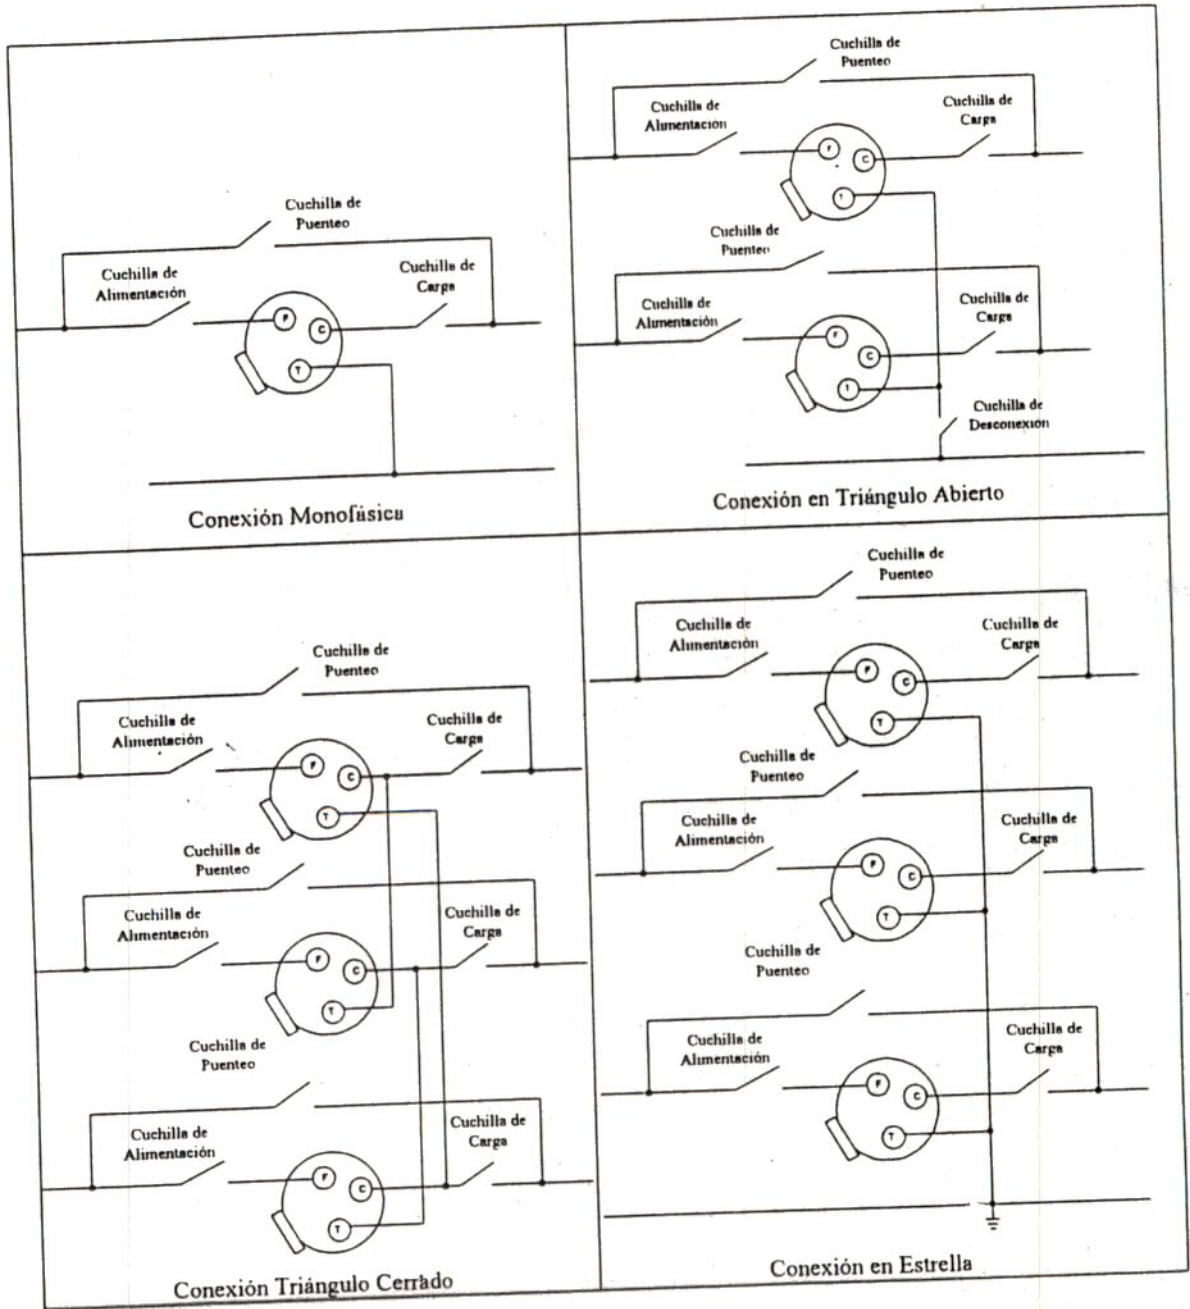 Cuchilla de
Puenteo
Cuchilla de
Alimentación
Cuchilla de
Carga
F
C
T
Conexión Monofásica
Cuchilla de
Puenteo
Cuchilla de
Alimentación
Cuchilla de
Carga
F
C
T
Cuchilla de
Puenteo
Cuchilla de
Alimentación
Cuchilla de
Carga
F
C
T
Cuchilla de
Desconexión
Conexión en Triángulo Abierto
Cuchilla de
Puenteo
Cuchilla de
Alimentación
Cuchilla de
Carga
F
C
T
Cuchilla de
Puenteo
Cuchilla de
Alimentación
Cuchilla de
Carga
F
C
T
Cuchilla de
Puenteo
Cuchilla de
Alimentación
Cuchilla de
Carga
F
C
T
Conexión Triángulo Cerrado
Cuchilla de
Puenteo
Cuchilla de
Alimentación
Cuchilla de
Carga
F
C
T
Cuchilla de
Puenteo
Cuchilla de
Alimentación
Cuchilla de
Carga
F
C
T
Cuchilla de
Puenteo
Cuchilla de
Alimentación
Cuchilla de
Carga
F
C
T
Conexión en Estrella